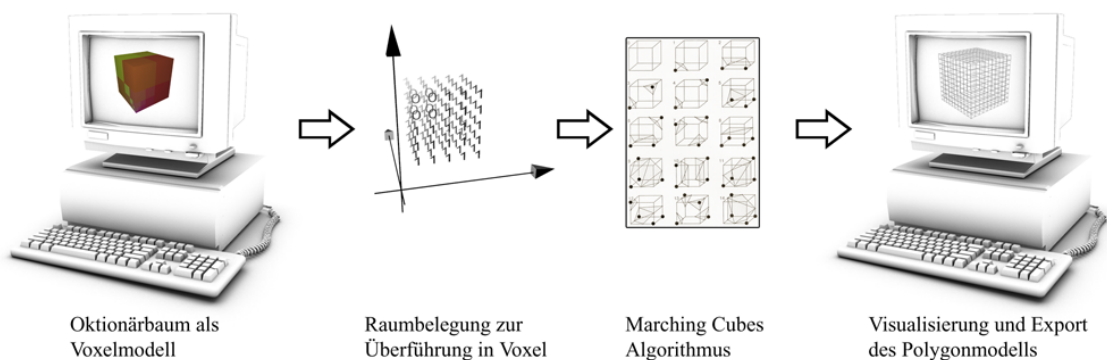 Oktionärbaum als
Voxelmodell
Raumbelegung zur
Überführung in Voxel
Marching Cubes
Algorithmus
Visualisierung und Export
des Polygonmodells